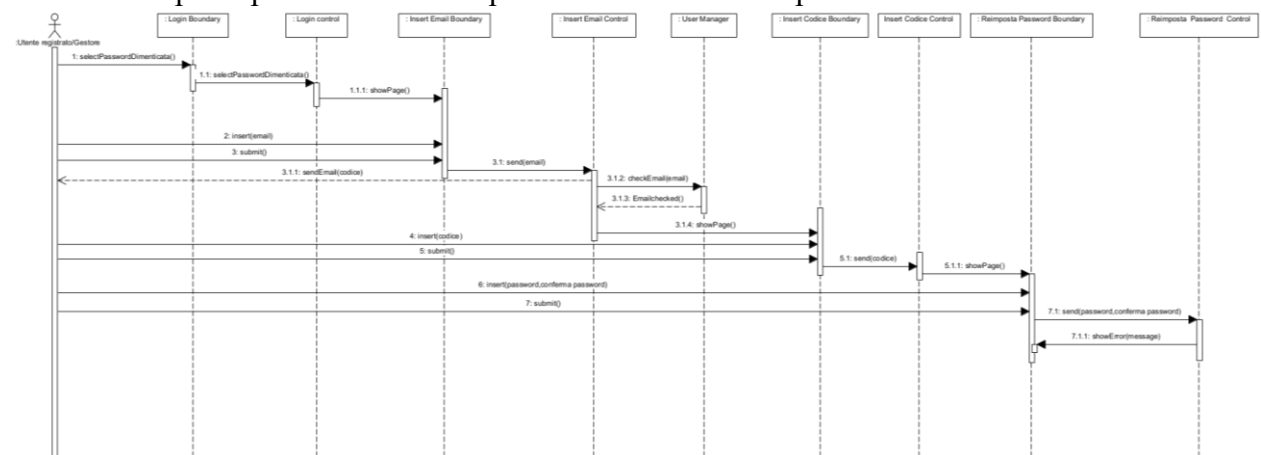 : Login Boundary
: Login control
: Insert Email Boundary
: Insert Email Control
: User Manager
: Insert Codice Boundary
Insert Codice Control
: Reimposta Password Boundary
: Reimposta Password Control
:Utente registrato/Gestore
1: selectPasswordDimenticata()
1.1: selectPasswordDimenticata()
1.1.1: showPage()
2: insert(email)
3: submit()
3.1: send(email)
3.1.1: sendEmail(codice)
3.1.2: checkEmail(email)
3.1.3: Emailchecked()
3.1.4: showPage()
4: insert(codice)
5: submit()
5.1: send(codice)
5.1.1: showPage()
6: insert(password,conferma password)
7: submit()
7.1: send(password,conferma password)
7.1.1: showError(message)